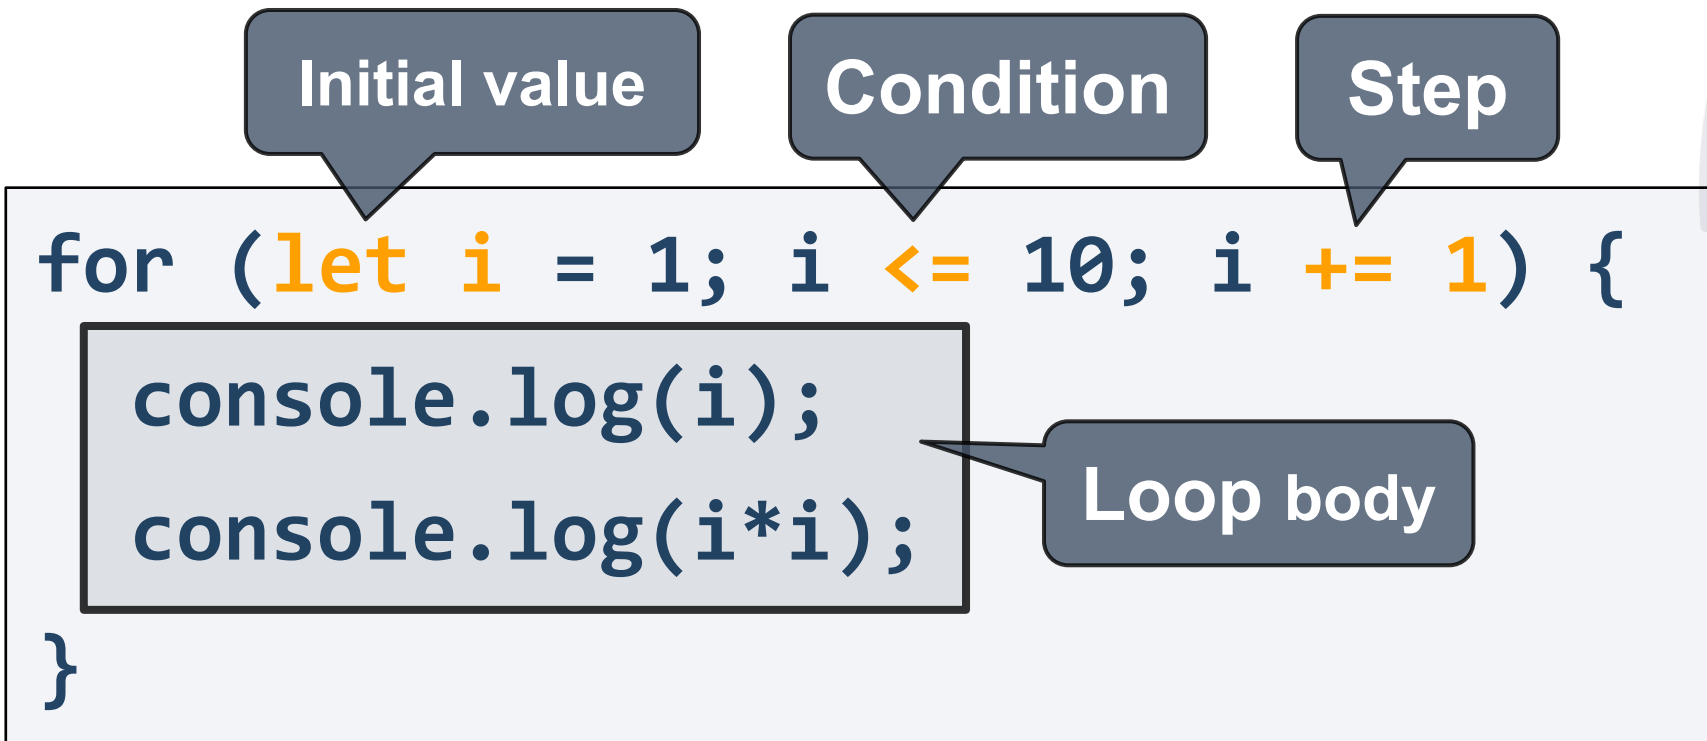 Initial value
Condition
Step
for (let i = 1; i <= 10; i += 1) {
console.log(i);
console.log(i*i);
Loop body
}